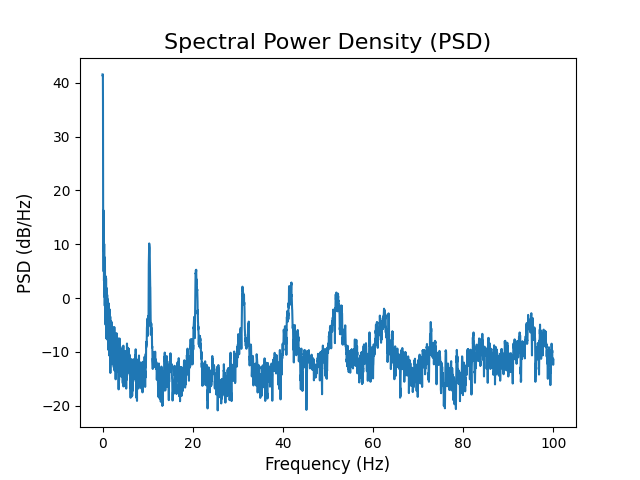 Spectral Power Density (PSD)
40
30
20
10
0
−10
−20
PSD (dB/Hz)
0 20 40 60 80 100
Frequency (Hz)